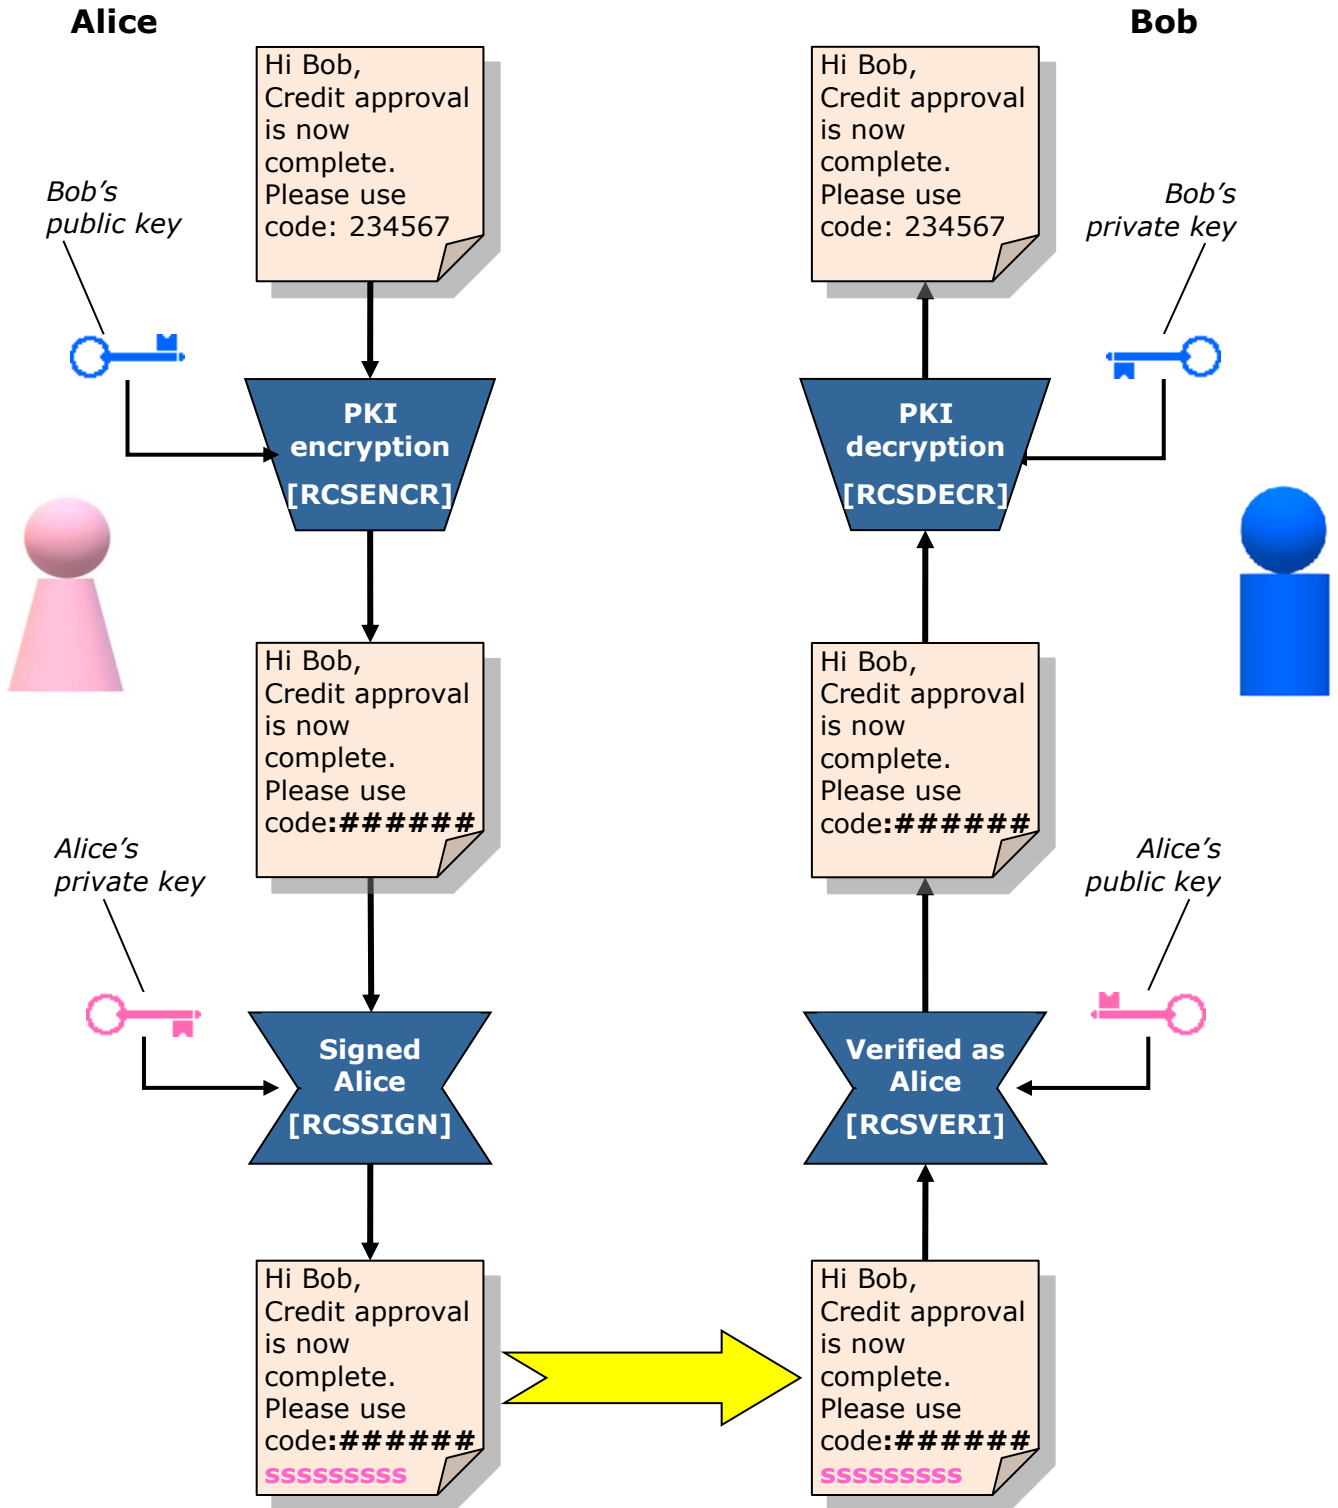 Alice
Bob
Hi Bob,
Credit approval
is now
complete.
Please use
code: 234567
Hi Bob,
Credit approval
is now
complete.
Please use
code: 234567
Bob's
public key
Bob's
private key
PKI
encryption
[RCSENCR]
PKI
decryption
[RCSDECR]
Hi Bob,
Credit approval
is now
complete.
Please use
code:######
Hi Bob,
Credit approval
is now
complete.
Please use
code:######
Alice's
private key
Alice's
public key
Signed
Alice
[RCSSIGN]
Verified as
Alice
[RCSVERI]
Hi Bob,
Credit approval
is now
complete.
Please use
code:######
sssssssss
Hi Bob,
Credit approval
is now
complete.
Please use
code:######
sssssssss